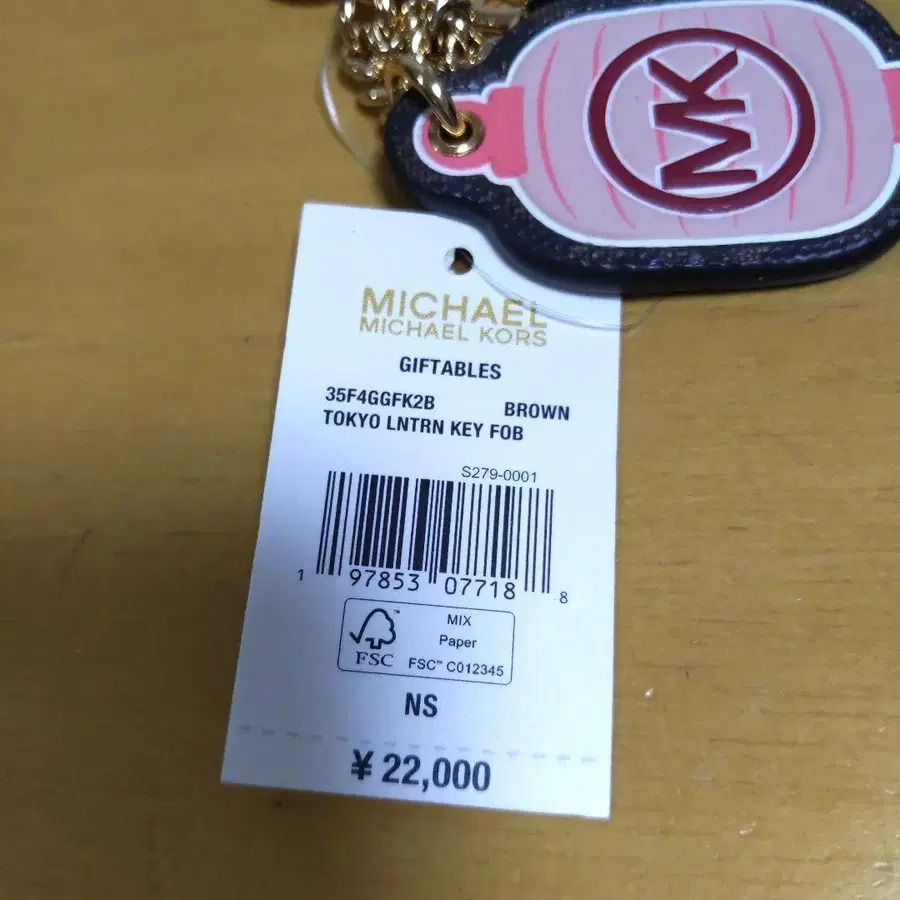 MK
MICHAEL
MICHAEL KORS
GIFTABLES
35F4GGFK2B BROWN
TOKYO LNTRN KEY FOB
S279-0001
1 97853 07718 8
FSC™
MIX
Paper
FSC™ C012345
NS
¥ 22,000